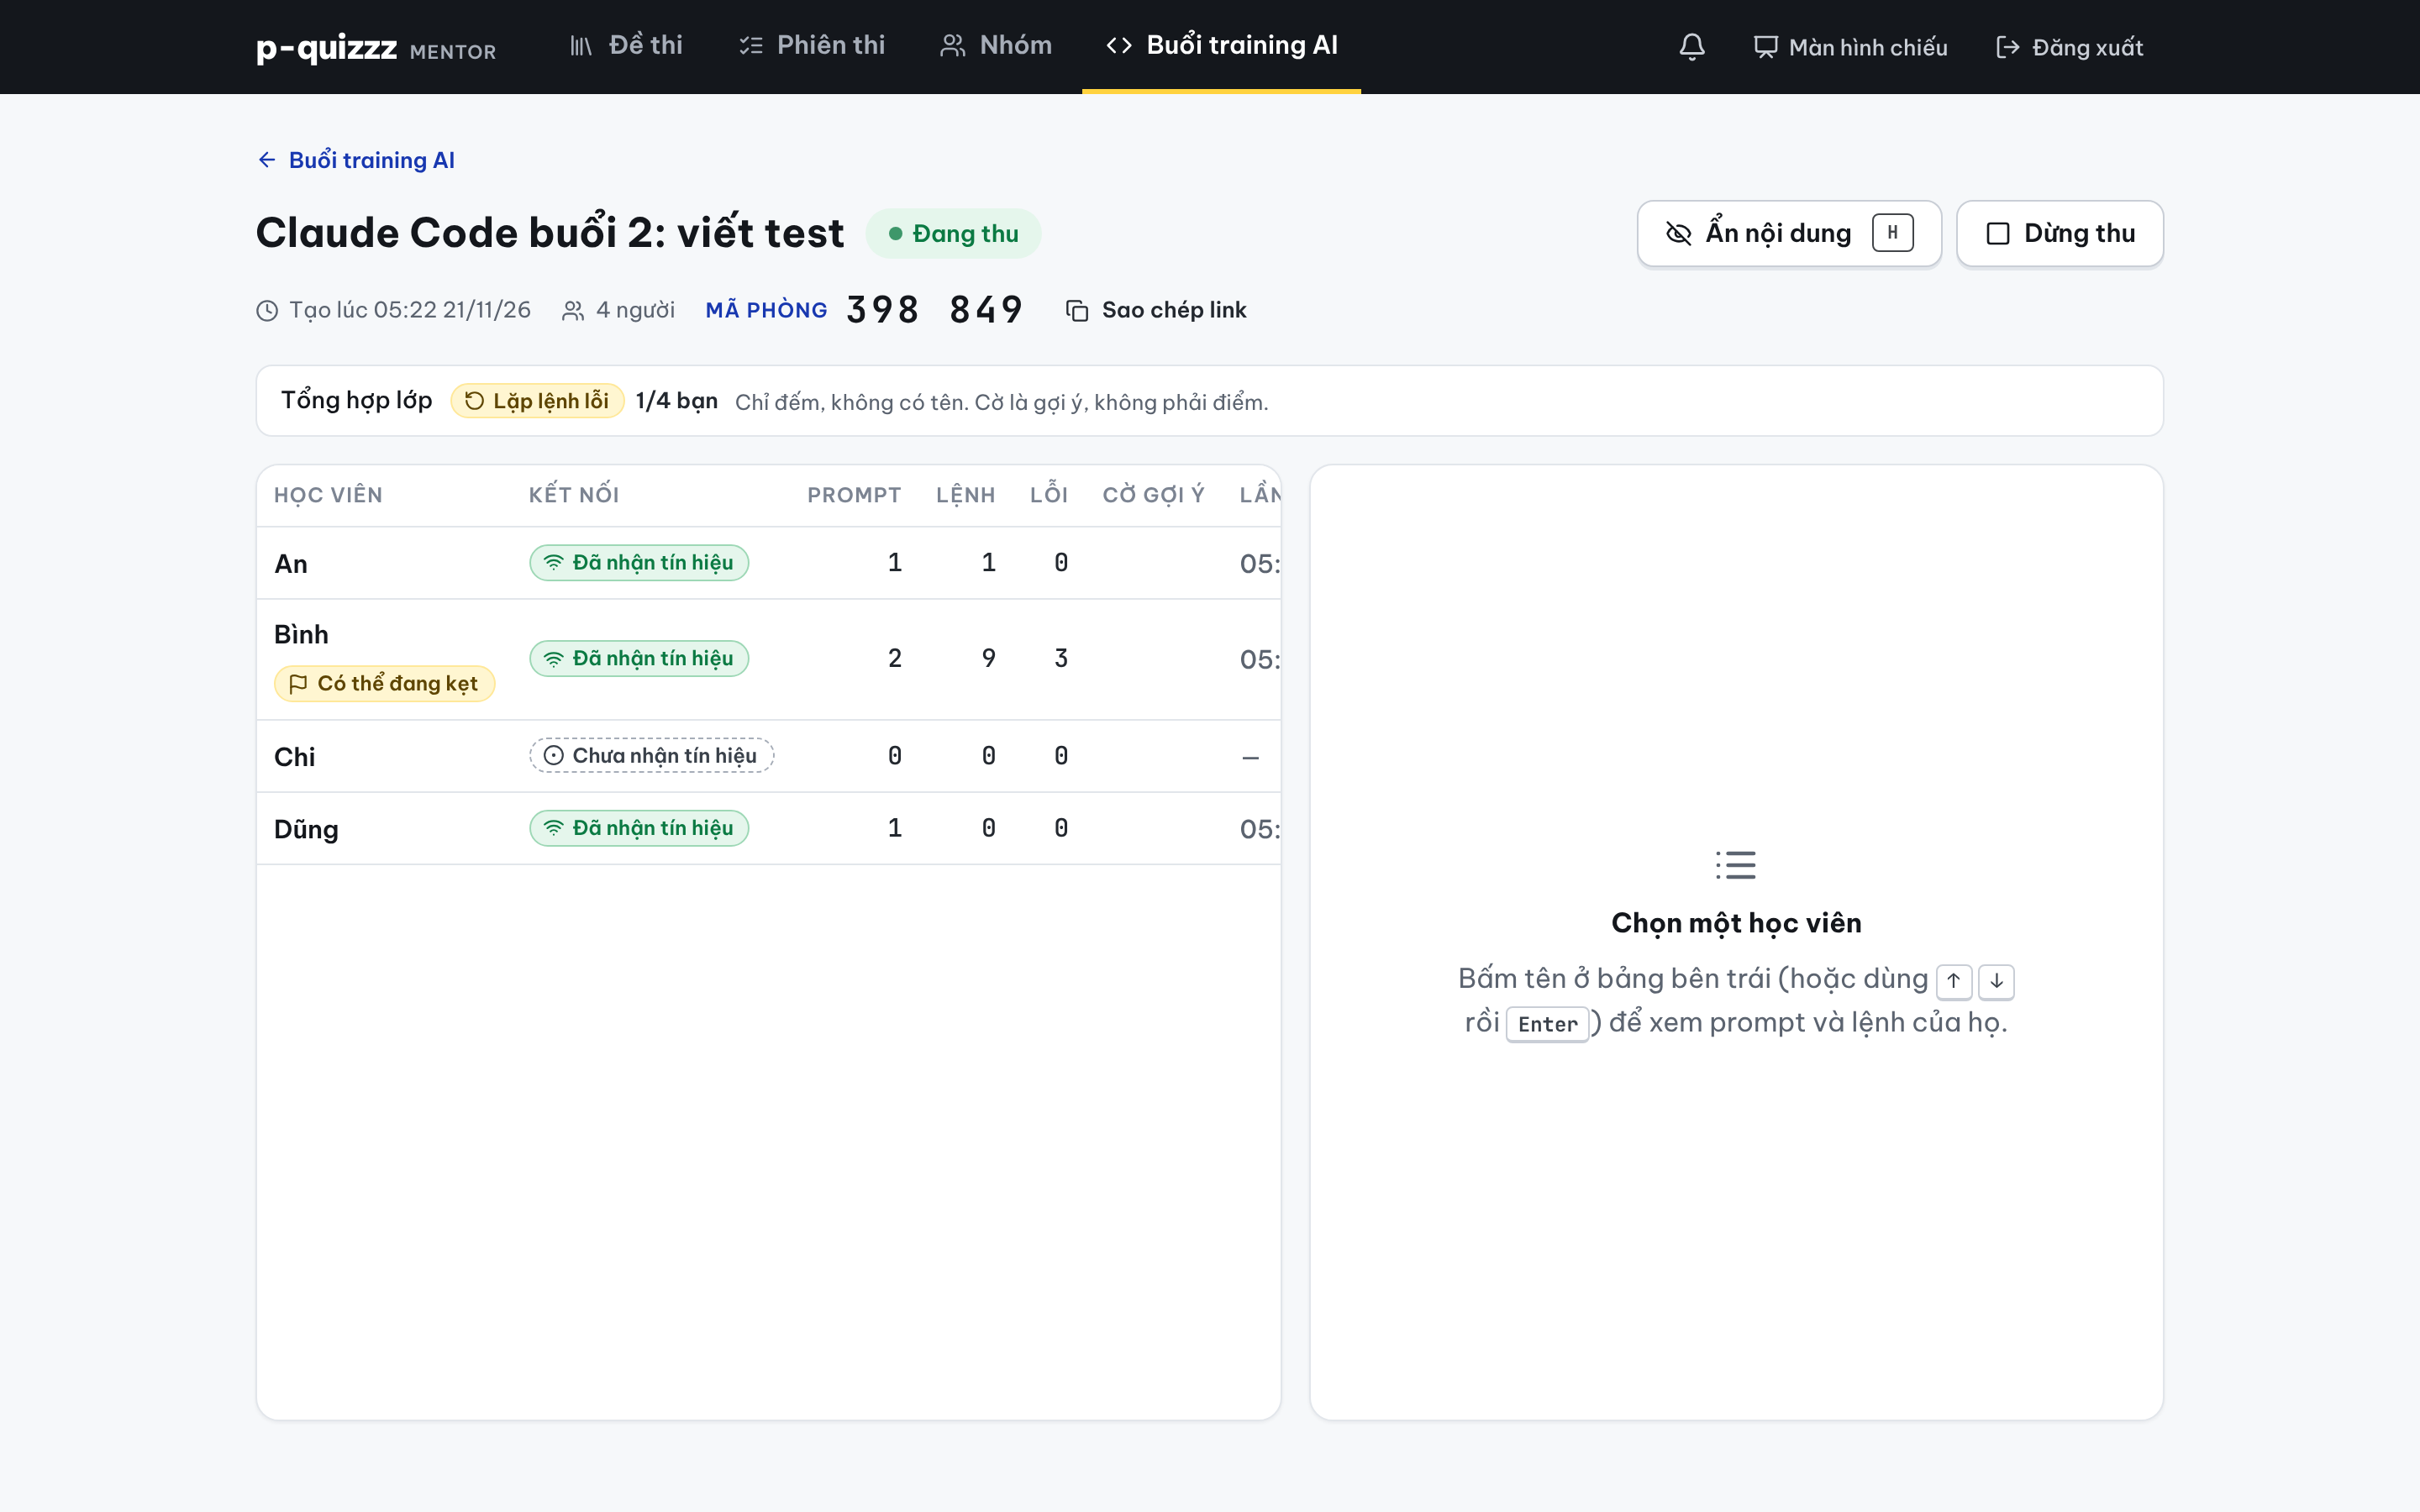 p-quizzz MENTOR Đề thi Phiên thi Nhóm Buổi training AI Màn hình chiếu Đăng xuất
Buổi training AI
Claude Code buổi 2: viết test Đang thu Ẩn nội dung H Dừng thu
Tạo lúc 05:22 21/11/26 4 người MÃ PHÒNG 398 849 Sao chép link
Tổng hợp lớp Lặp lệnh lỗi 1/4 bạn Chỉ đếm, không có tên. Cờ là gợi ý, không phải điểm.
HỌC VIÊN KẾT NỐI PROMPT LỆNH LỖI CỜ GỢI Ý LẦN
An Đã nhận tín hiệu 1 1 0 05:
Bình Đã nhận tín hiệu 2 9 3 05:
Có thể đang kẹt
Chi Chưa nhận tín hiệu 0 0 0 –
Dũng Đã nhận tín hiệu 1 0 0 05:
Chọn một học viên
Bấm tên ở bảng bên trái (hoặc dùng ↑ ↓
rồi Enter) để xem prompt và lệnh của họ.